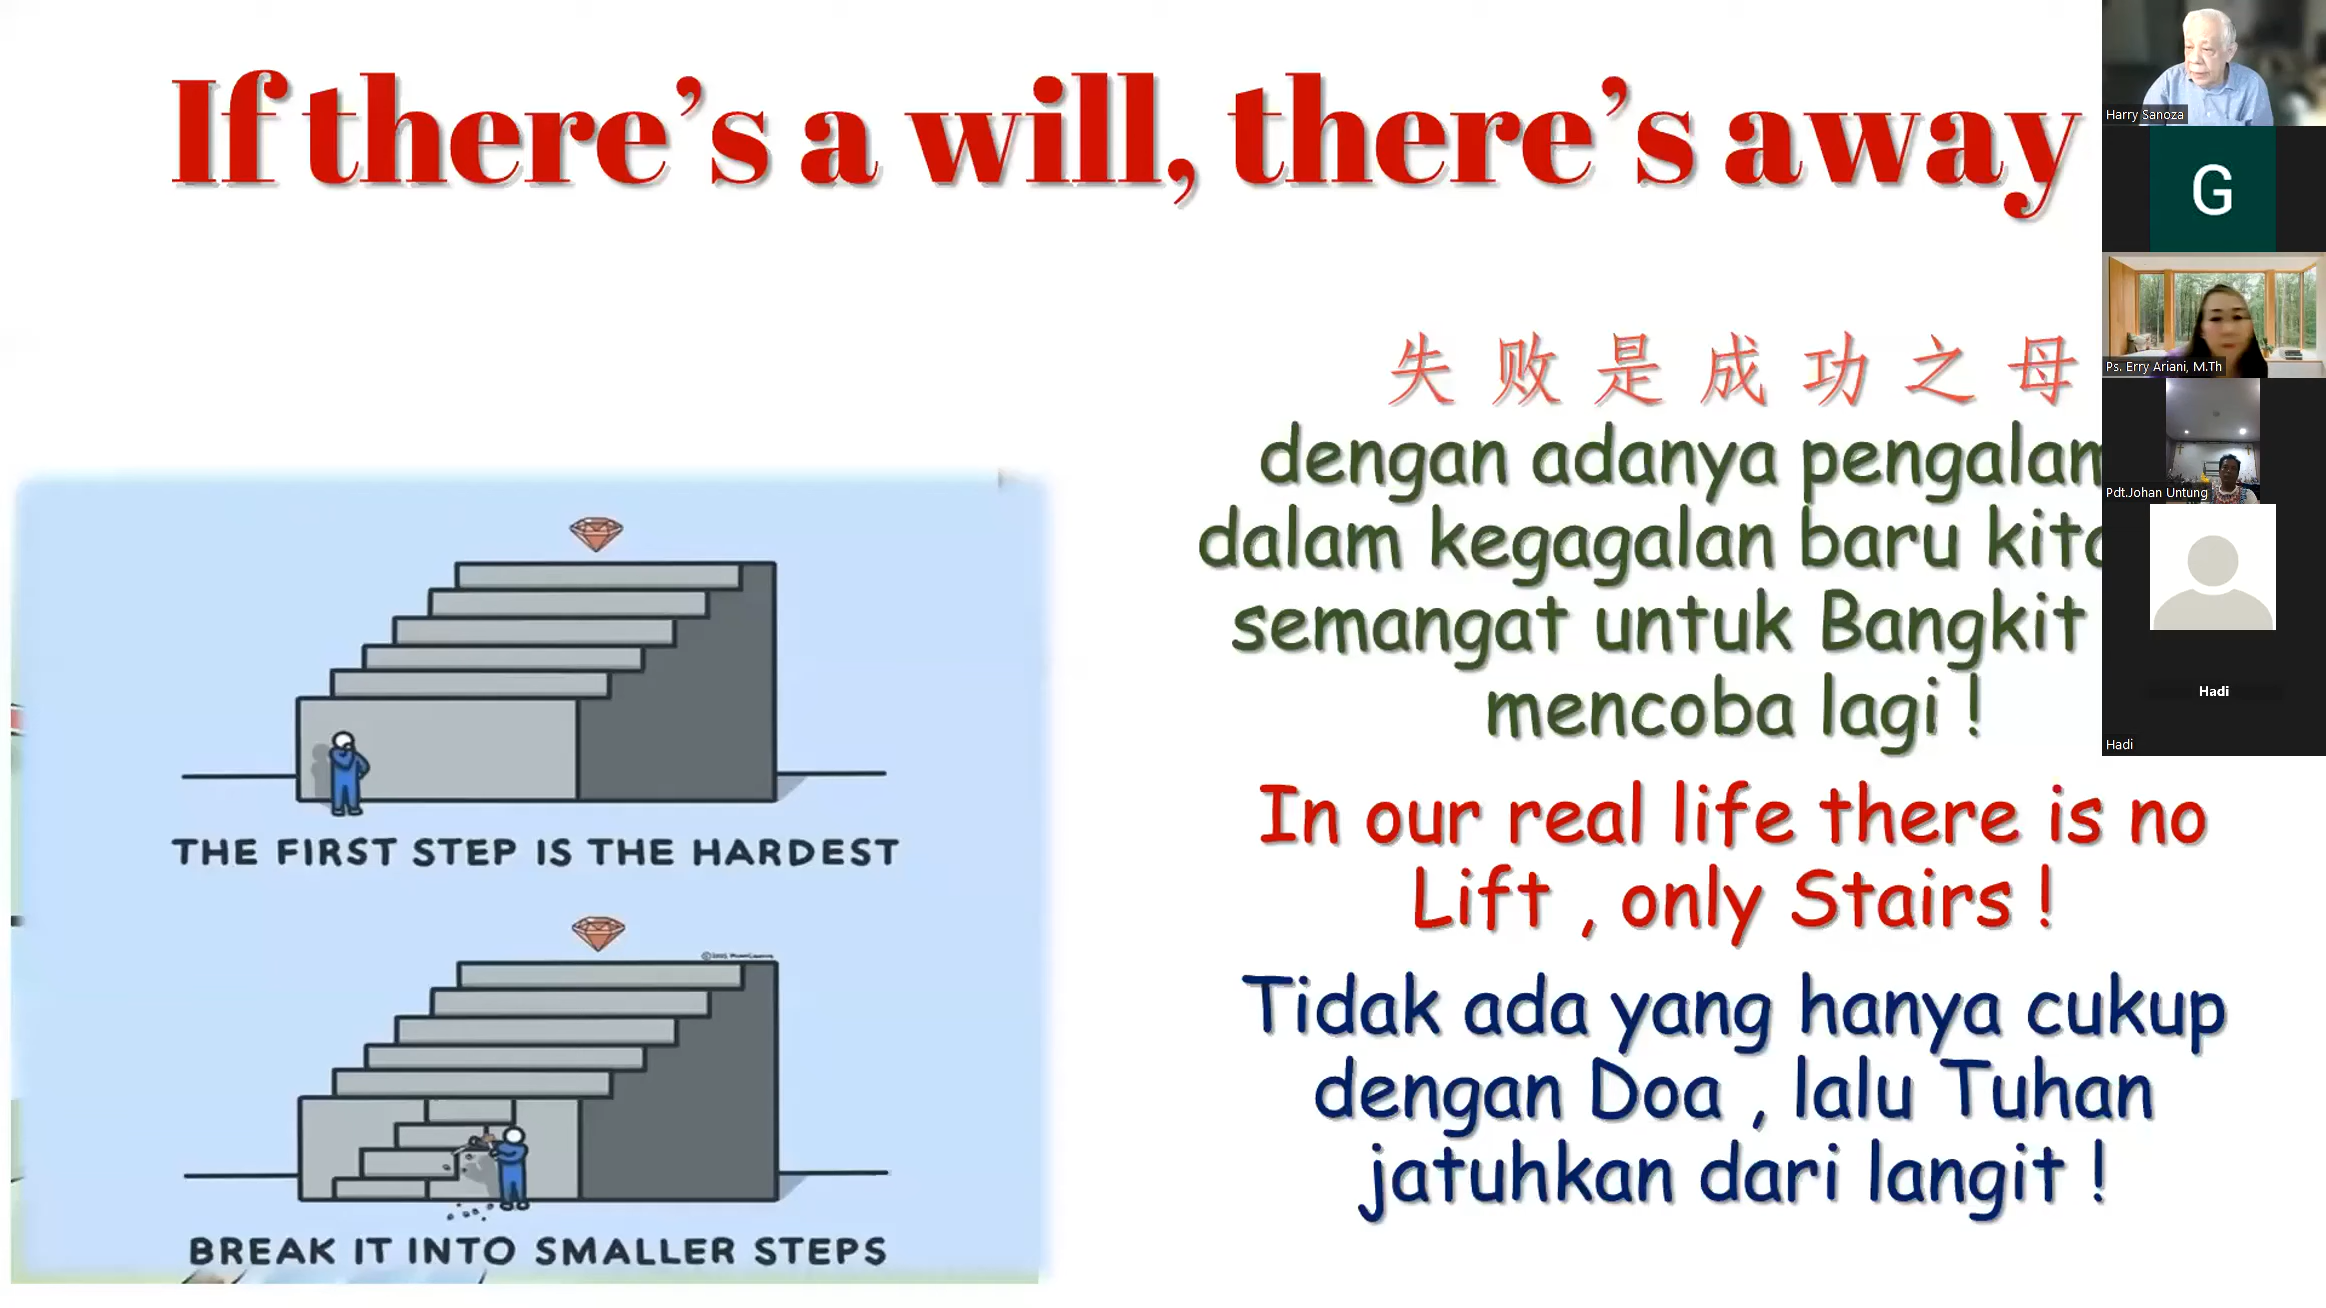 If there's a will, there's away
失败是成功之母
dengan adanya
dalam kegagalan baru
semangat untuk Bangkit
mencoba lagi !
In our real life there is no
Lift , only Stairs !
Tidak ada yang hanya cukup
dengan Doa , lalu Tuhan
jatuhkan dari langit !
THE FIRST STEP IS THE HARDEST
BREAK IT INTO SMALLER STEPS
Harry Sanoza
G
Ps. Erry Ariani, M.Th
Pdt.Johan Untung
Hadi
Hadi